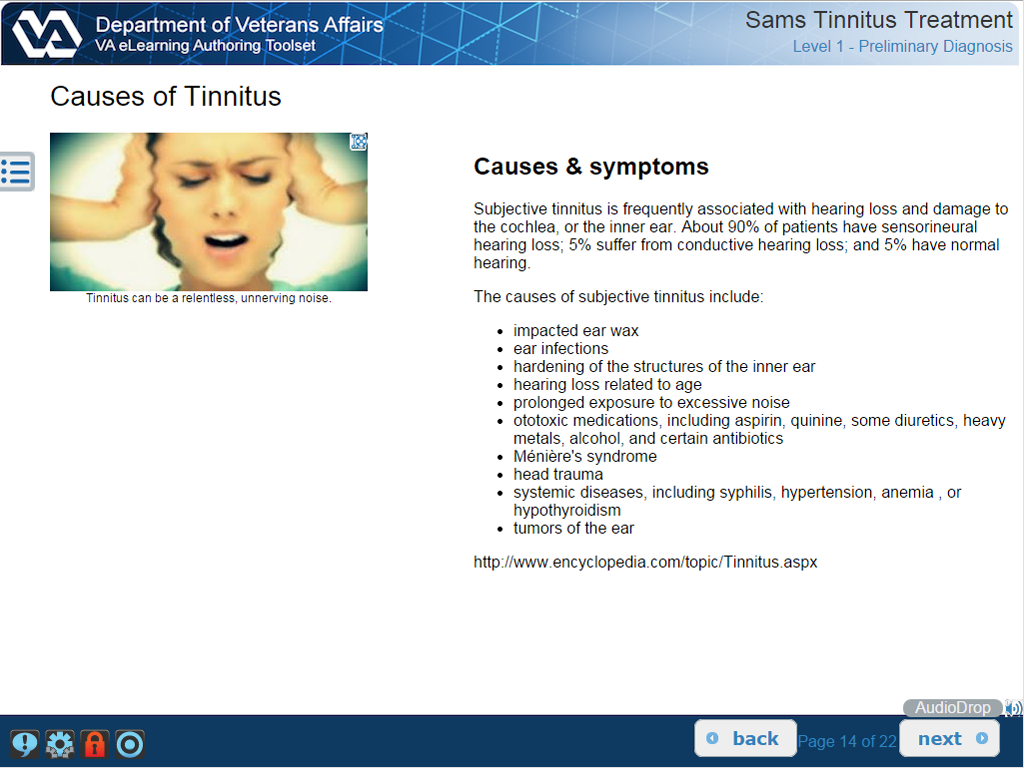 Department of Veterans Affairs
VA eLearning Authoring Toolset
Sams Tinnitus Treatment
Level 1 - Preliminary Diagnosis
Causes of Tinnitus
Tinnitus can be a relentless, unnerving noise.
Causes & symptoms
Subjective tinnitus is frequently associated with hearing loss and damage to
the cochlea, or the inner ear. About 90% of patients have sensorineural
hearing loss; 5% suffer from conductive hearing loss; and 5% have normal
hearing.
The causes of subjective tinnitus include:
• impacted ear wax
• ear infections
• hardening of the structures of the inner ear
• hearing loss related to age
• prolonged exposure to excessive noise
• ototoxic medications, including aspirin, quinine, some diuretics, heavy
metals, alcohol, and certain antibiotics
• Ménière's syndrome
• head trauma
• systemic diseases, including syphilis, hypertension, anemia , or
hypothyroidism
• tumors of the ear
http://www.encyclopedia.com/topic/Tinnitus.aspx
AudioDrop
back
Page 14 of 22
next